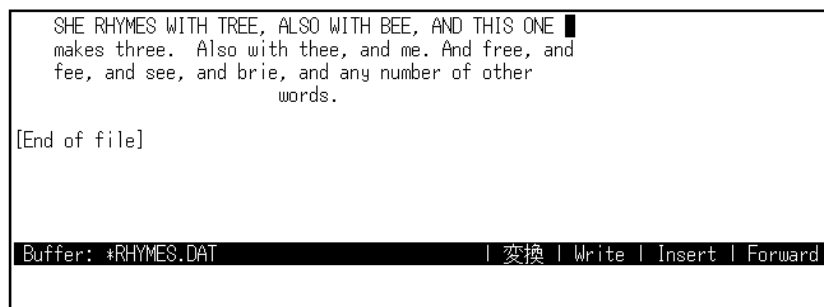 SHE RHYMES WITH TREE, ALSO WITH BEE, AND THIS ONE
makes three.  Also with thee, and me. And free, and
fee, and see, and brie, and any number of other
words.
[End of file]
Buffer: *RHYMES.DAT | 変換 | Write | Insert | Forward